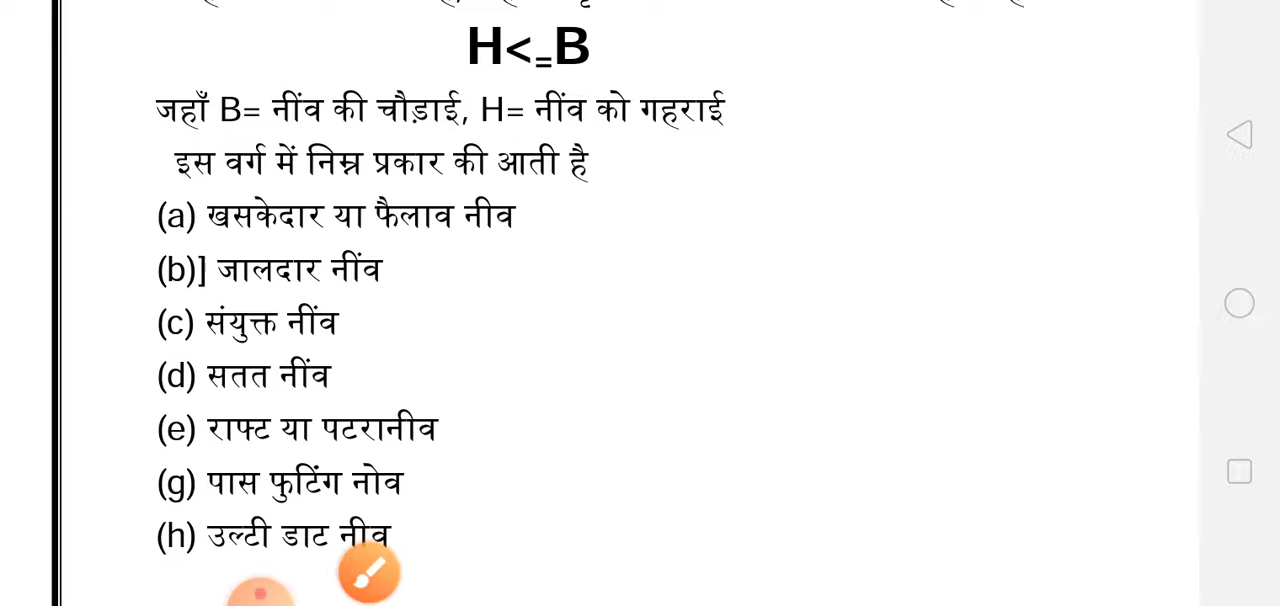 H<=B
जहाँ B= नींव की चौड़ाई, H= नींव को गहराई
इस वर्ग में निम्न प्रकार की आती है
(a) खसकेदार या फैलाव नीव
(b)] जालदार नींव
(c) संयुक्त नींव
(d) सतत नींव
(e) राफ्ट या पटरानीव
(g) पास फुटिंग नोव
(h) उल्टी डाट नीव